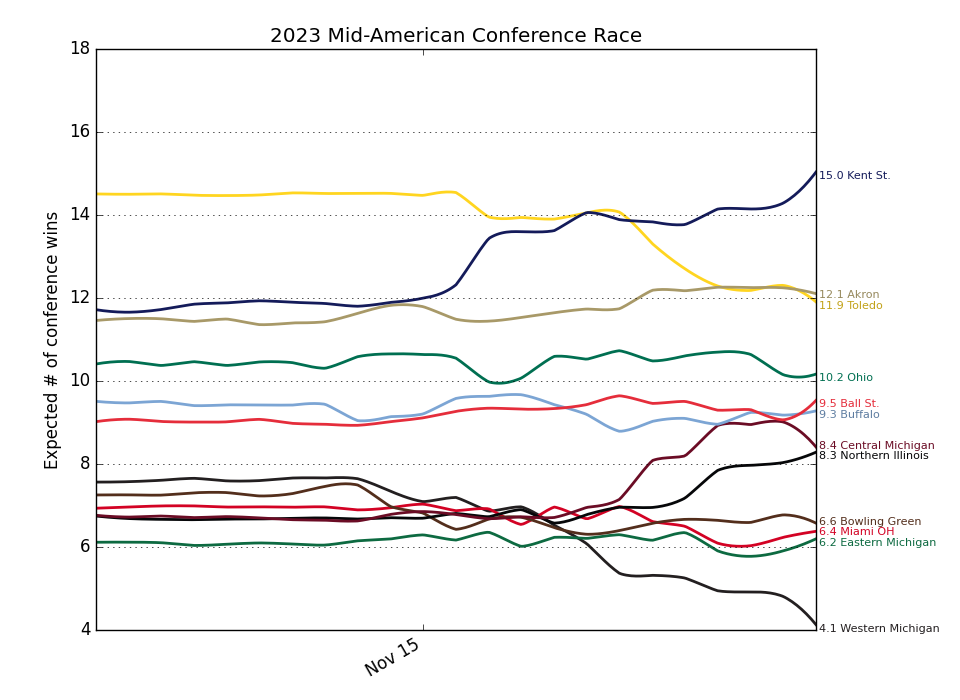 2023 Mid-American Conference Race
Expected # of conference wins
18
16
14
12
10
8
6
4
Nov 15
15.0 Kent St.
12.1 Akron
11.9 Toledo
10.2 Ohio
9.5 Ball St.
9.3 Buffalo
8.4 Central Michigan
8.3 Northern Illinois
6.6 Bowling Green
6.4 Miami OH
6.2 Eastern Michigan
4.1 Western Michigan